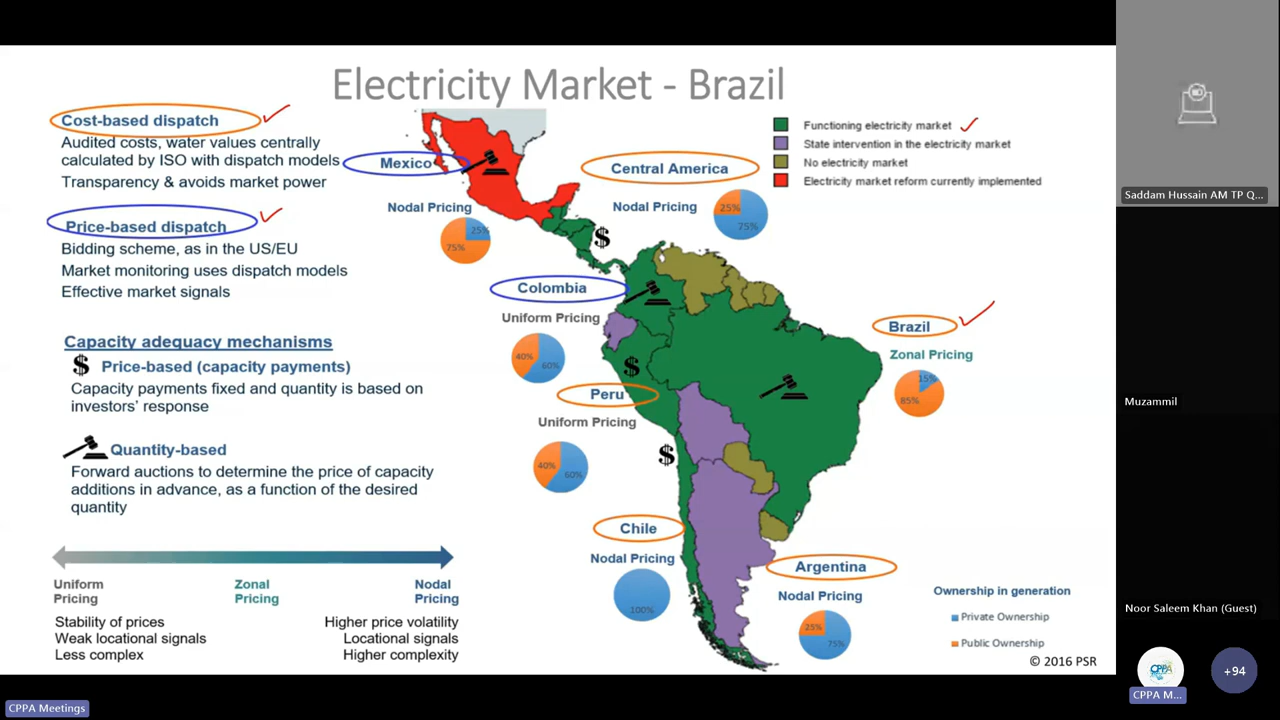 Electricity Market - Brazil
Cost-based dispatch
Audited costs, water values centrally
calculated by ISO with dispatch models
Transparency & avoids market power
Price-based dispatch
Bidding scheme, as in the US/EU
Market monitoring uses dispatch models
Effective market signals
Capacity adequacy mechanisms
$ Price-based (capacity payments)
Capacity payments fixed and quantity is based on
investors' response
Quantity-based
Forward auctions to determine the price of capacity
additions in advance, as a function of the desired
quantity
Uniform
Pricing
Zonal
Pricing
Nodal
Pricing
Stability of prices
Weak locational signals
Less complex
Higher price volatility
Locational signals
Higher complexity
Functioning electricity market
State intervention in the electricity market
No electricity market
Electricity market reform currently implemented
Mexico
Nodal Pricing
25%
75%
Central America
Nodal Pricing
25%
75%
$
Colombia
Uniform Pricing
40%
60%
$
Peru
Uniform Pricing
40%
60%
$
Brazil
Zonal Pricing
15%
85%
Chile
Nodal Pricing
100%
Argentina
Nodal Pricing
25%
75%
Ownership in generation
Private Ownership
Public Ownership
© 2016 PSR
Saddam Hussain AM TP Q...
Muzammil
Noor Saleem Khan (Guest)
CPPA
CPPA M...
+94
CPPA Meetings